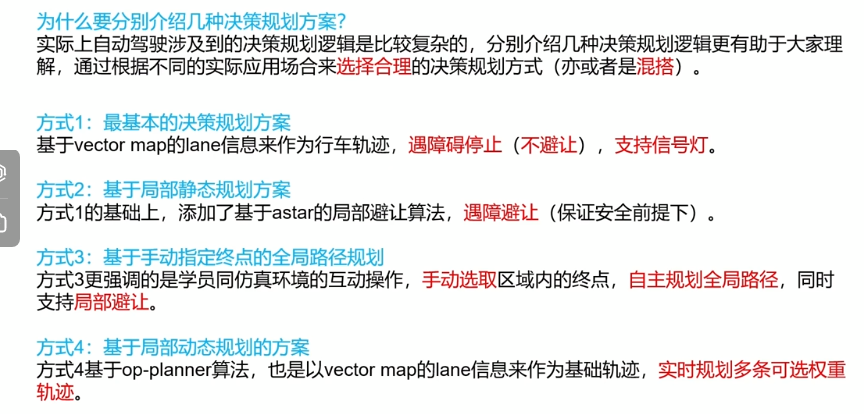 为什么要分别介绍几种决策规划方案？
实际上自动驾驶涉及到的决策规划逻辑是比较复杂的，分别介绍几种决策规划逻辑更有助于大家理
解，通过根据不同的实际应用场合来选择合理的决策规划方式（亦或者是混搭）。
方式1：最基本的决策规划方案
基于vector map的lane信息来作为行车轨迹，遇障碍停止（不避让），支持信号灯。
方式2：基于局部静态规划方案
方式1的基础上，添加了基于astar的局部避让算法，遇障避让（保证安全前提下）。
方式3：基于手动指定终点的全局路径规划
方式3更强调的是学员同仿真环境的互动操作，手动选取区域内的终点，自主规划全局路径，同时
支持局部避让。
方式4：基于局部动态规划的方案
方式4基于op-planner算法，也是以vector map的lane信息来作为基础轨迹，实时规划多条可选权重
轨迹。